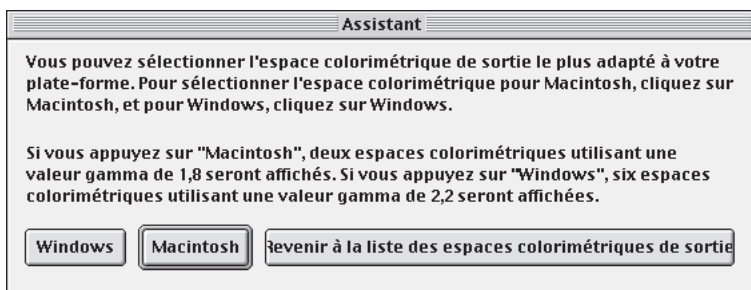 Assistant
Vous pouvez sélectionner l'espace colorimétrique de sortie le plus adapté à votre
plate-forme. Pour sélectionner l'espace colorimétrique pour Macintosh, cliquez sur
Macintosh, et pour Windows, cliquez sur Windows.
Si vous appuyez sur "Macintosh", deux espaces colorimétriques utilisant une
valeur gamma de 1,8 seront affichés. Si vous appuyez sur "Windows", six espaces
colorimétriques utilisant une valeur gamma de 2,2 seront affichées.
Windows Macintosh Revenir à la liste des espaces colorimétriques de sortie